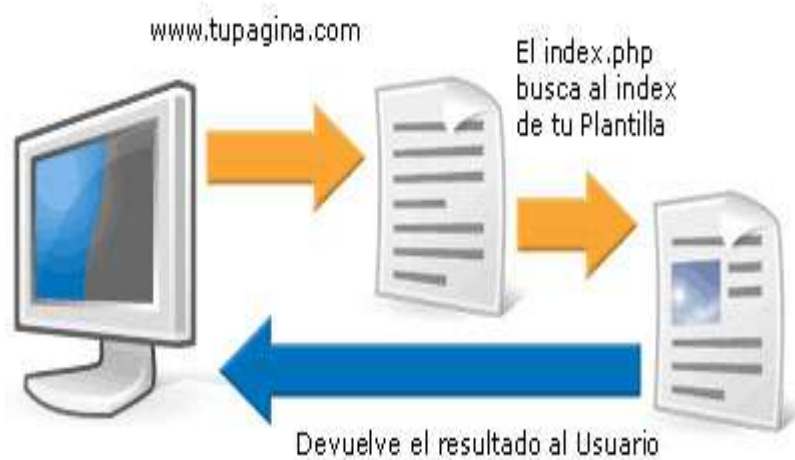 www.tupagina.com
El index.php
busca al index
de tu Plantilla
Devuelve el resultado al Usuario